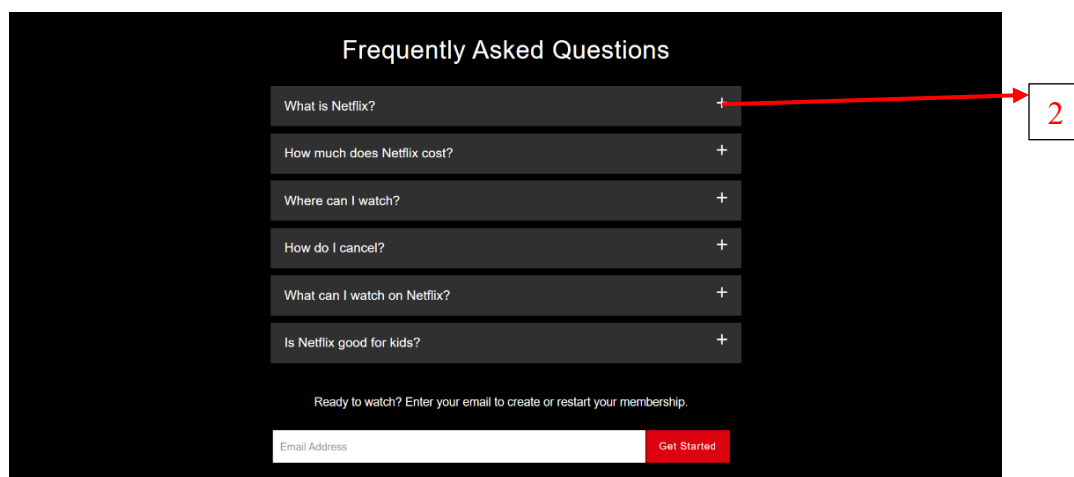 Frequently Asked Questions
What is Netflix? +
2
How much does Netflix cost? +
Where can I watch? +
How do I cancel? +
What can I watch on Netflix? +
Is Netflix good for kids? +
Ready to watch? Enter your email to create or restart your membership.
Email Address
Get Started